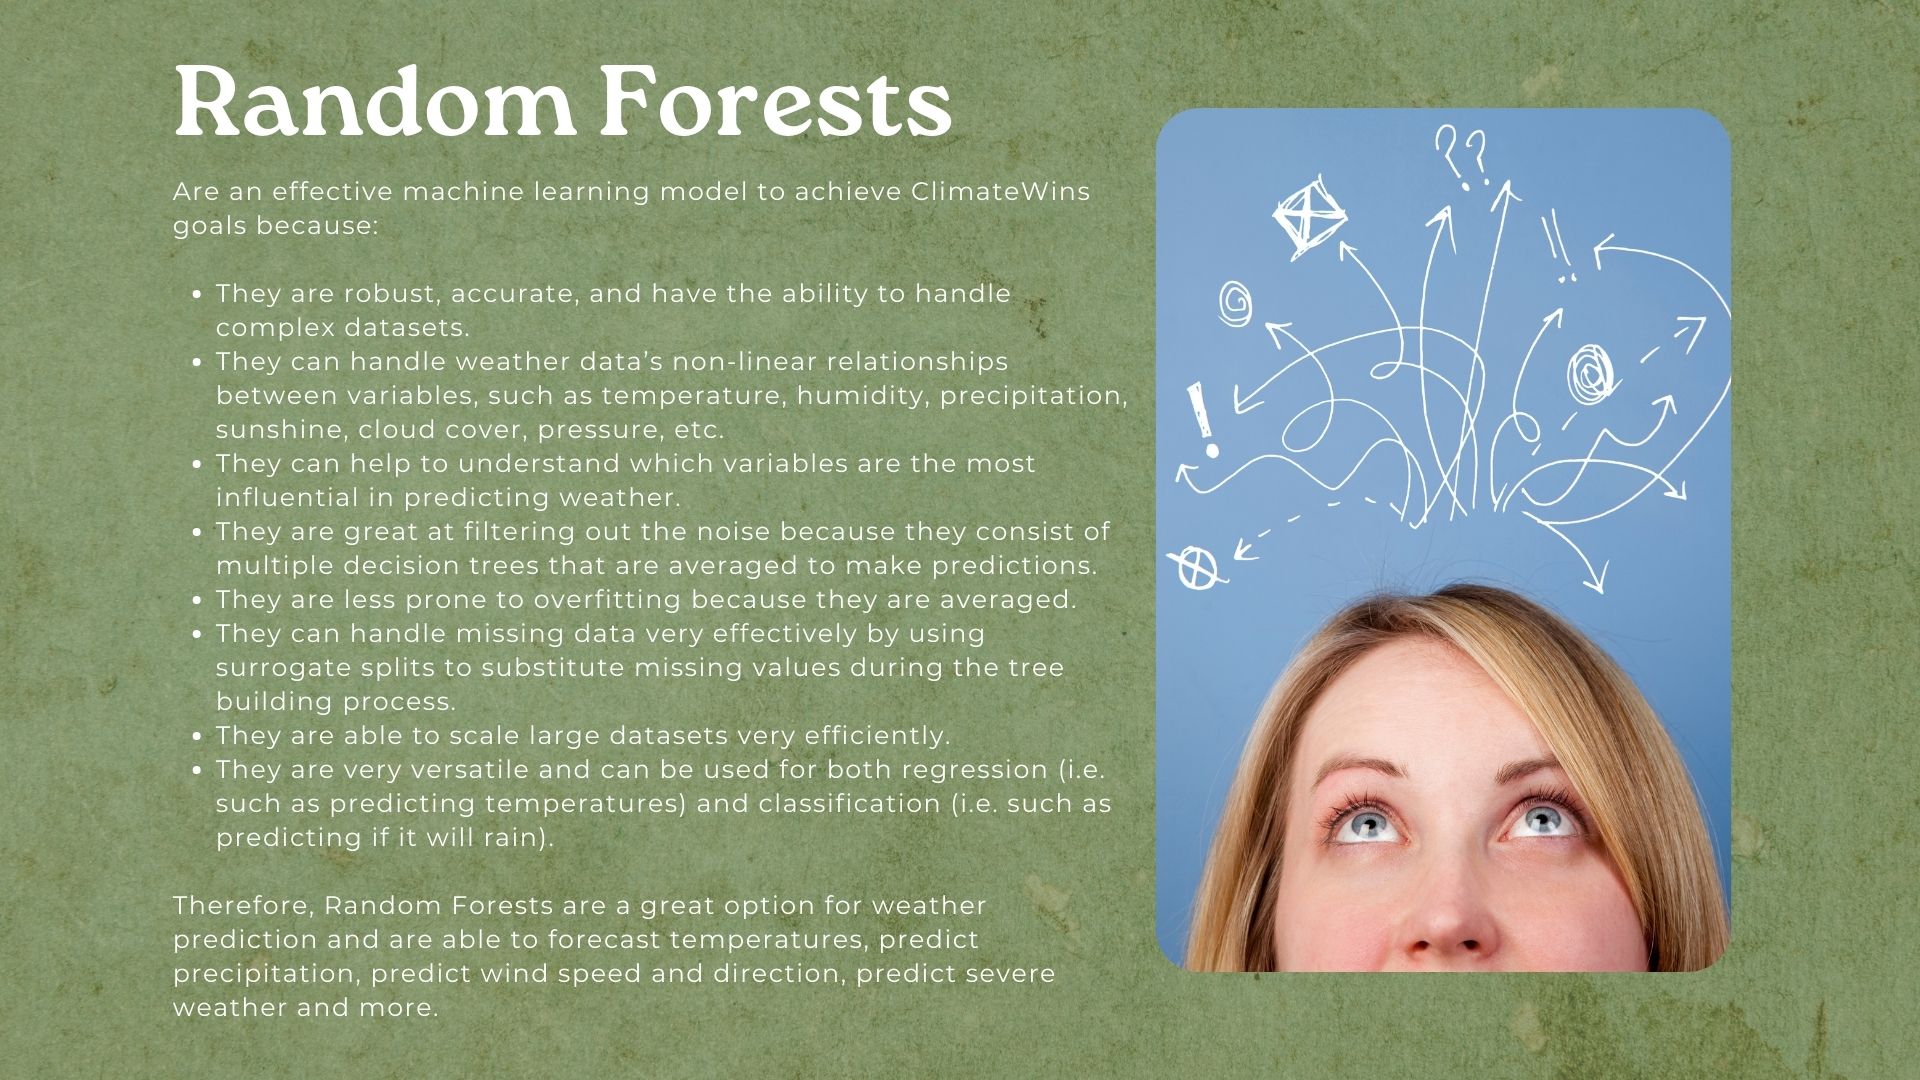 Random Forests
Are an effective machine learning model to achieve ClimateWins
goals because:
• They are robust, accurate, and have the ability to handle
complex datasets.
• They can handle weather data’s non-linear relationships
between variables, such as temperature, humidity, precipitation,
sunshine, cloud cover, pressure, etc.
• They can help to understand which variables are the most
influential in predicting weather.
• They are great at filtering out the noise because they consist of
multiple decision trees that are averaged to make predictions.
• They are less prone to overfitting because they are averaged.
• They can handle missing data very effectively by using
surrogate splits to substitute missing values during the tree
building process.
• They are able to scale large datasets very efficiently.
• They are very versatile and can be used for both regression (i.e.
such as predicting temperatures) and classification (i.e. such as
predicting if it will rain).
Therefore, Random Forests are a great option for weather
prediction and are able to forecast temperatures, predict
precipitation, predict wind speed and direction, predict severe
weather and more.
??
!!
!